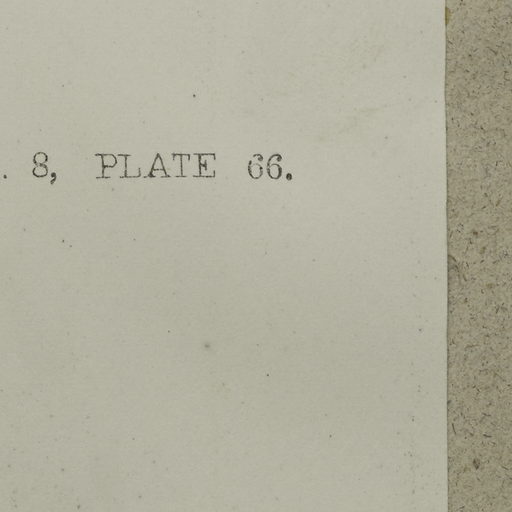 . 8, PLATE 66.